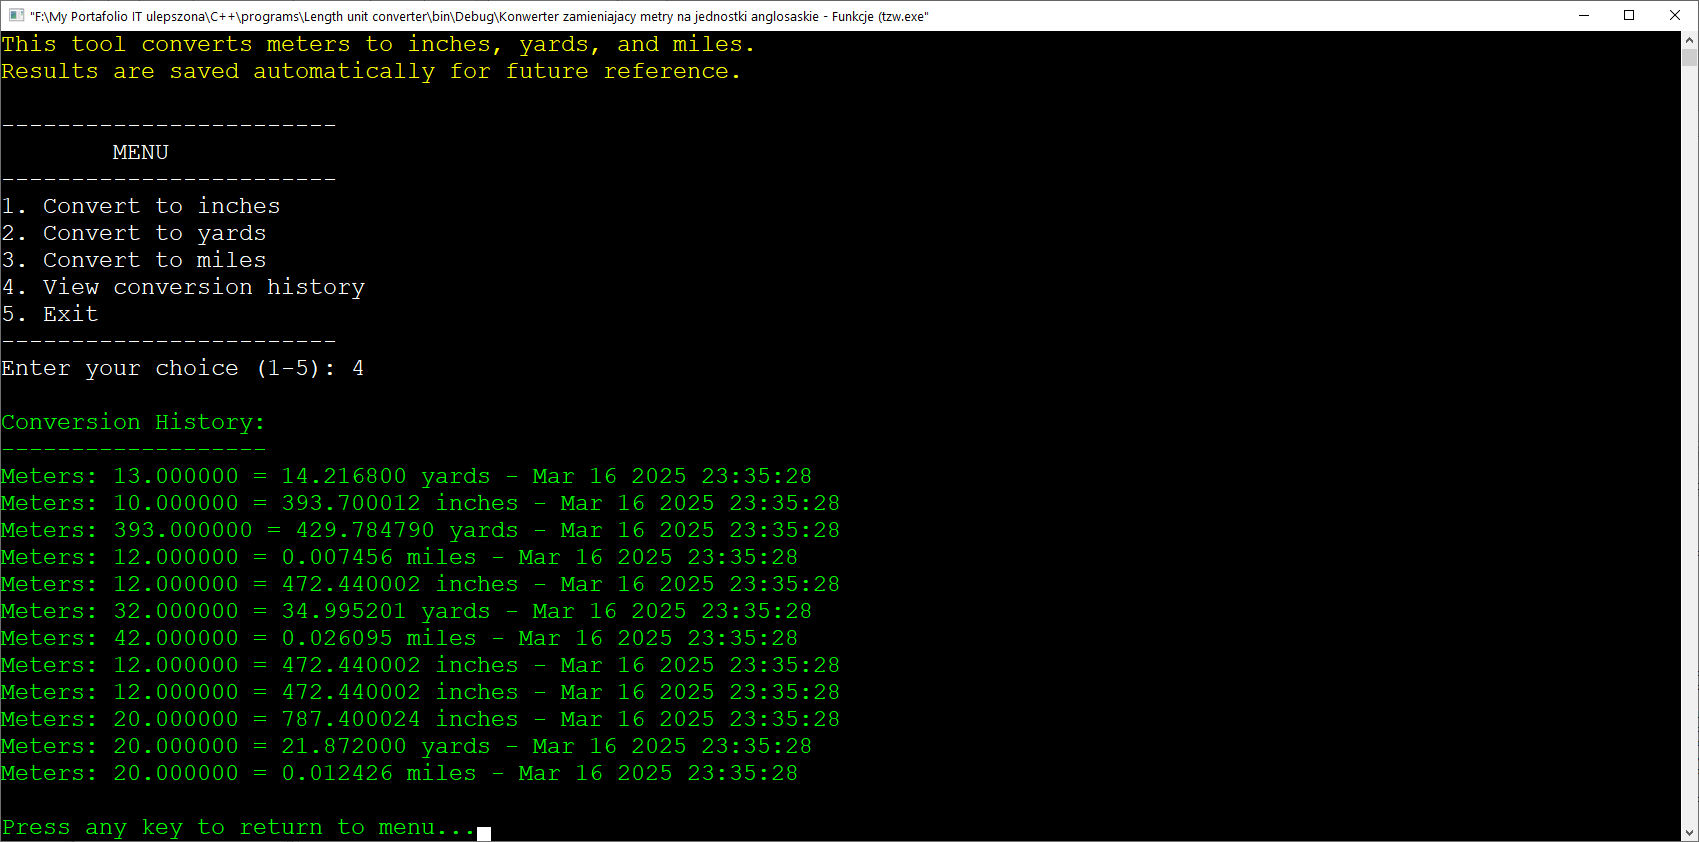 "F:\My Portafolio IT ulepszona\C++\programs\Length unit converter\bin\Debug\Konwerter zamieniajacy metry na jednostki anglosaskie - Funkcje (tzw.exe"
This tool converts meters to inches, yards, and miles.
Results are saved automatically for future reference.
------------------------
MENU
------------------------
1. Convert to inches
2. Convert to yards
3. Convert to miles
4. View conversion history
5. Exit
------------------------
Enter your choice (1-5): 4
Conversion History:
-------------------
Meters: 13.000000 = 14.216800 yards - Mar 16 2025 23:35:28
Meters: 10.000000 = 393.700012 inches - Mar 16 2025 23:35:28
Meters: 393.000000 = 429.784790 yards - Mar 16 2025 23:35:28
Meters: 12.000000 = 0.007456 miles - Mar 16 2025 23:35:28
Meters: 12.000000 = 472.440002 inches - Mar 16 2025 23:35:28
Meters: 32.000000 = 34.995201 yards - Mar 16 2025 23:35:28
Meters: 42.000000 = 0.026095 miles - Mar 16 2025 23:35:28
Meters: 12.000000 = 472.440002 inches - Mar 16 2025 23:35:28
Meters: 12.000000 = 472.440002 inches - Mar 16 2025 23:35:28
Meters: 20.000000 = 787.400024 inches - Mar 16 2025 23:35:28
Meters: 20.000000 = 21.872000 yards - Mar 16 2025 23:35:28
Meters: 20.000000 = 0.012426 miles - Mar 16 2025 23:35:28
Press any key to return to menu...